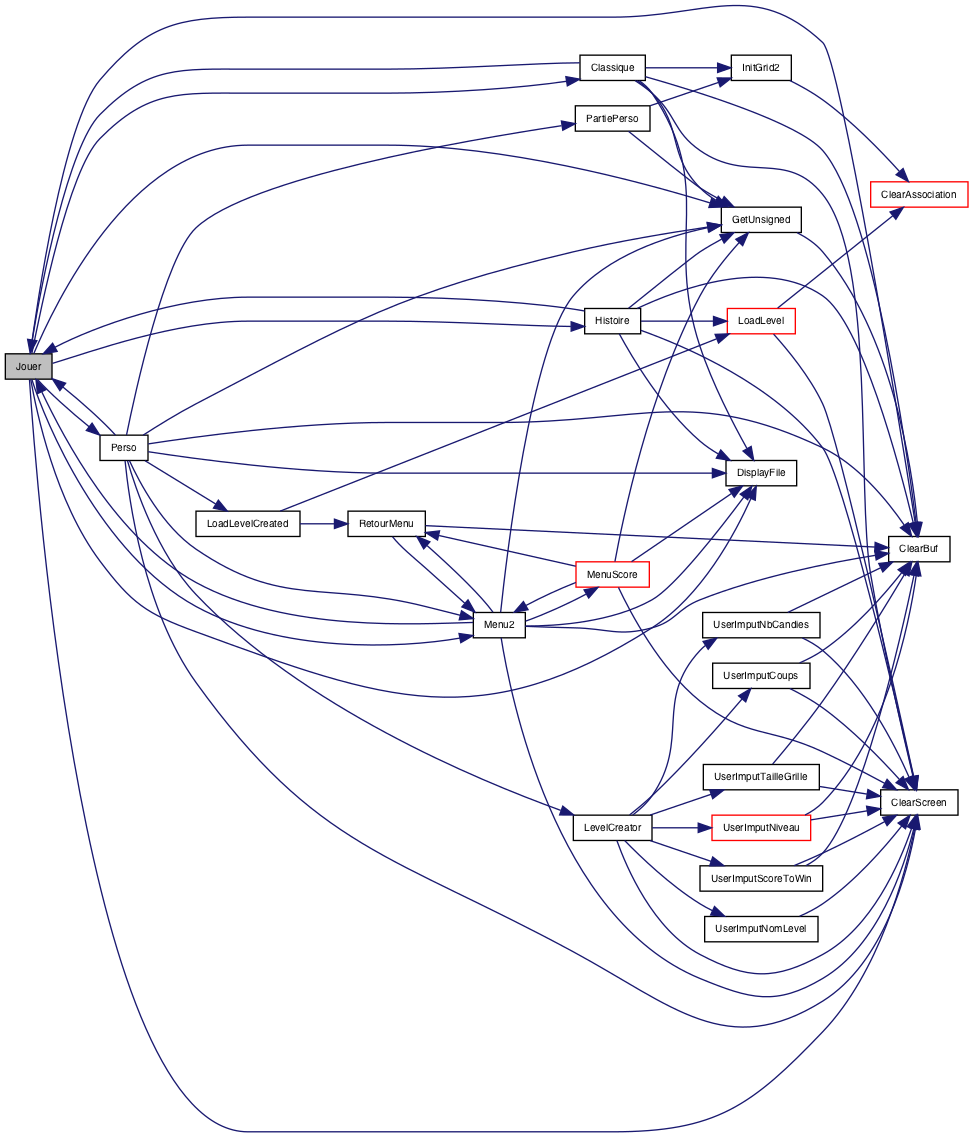 Classique
InitGrid2
PartiePerso
ClearAssociation
GetUnsigned
Histoire
LoadLevel
Jouer
Perso
DisplayFile
LoadLevelCreated
RetourMenu
ClearBuf
MenuScore
Menu2
UserImputNbCandies
UserImputCoups
UserImputTailleGrille
ClearScreen
LevelCreator
UserImputNiveau
UserImputScoreToWin
UserImputNomLevel